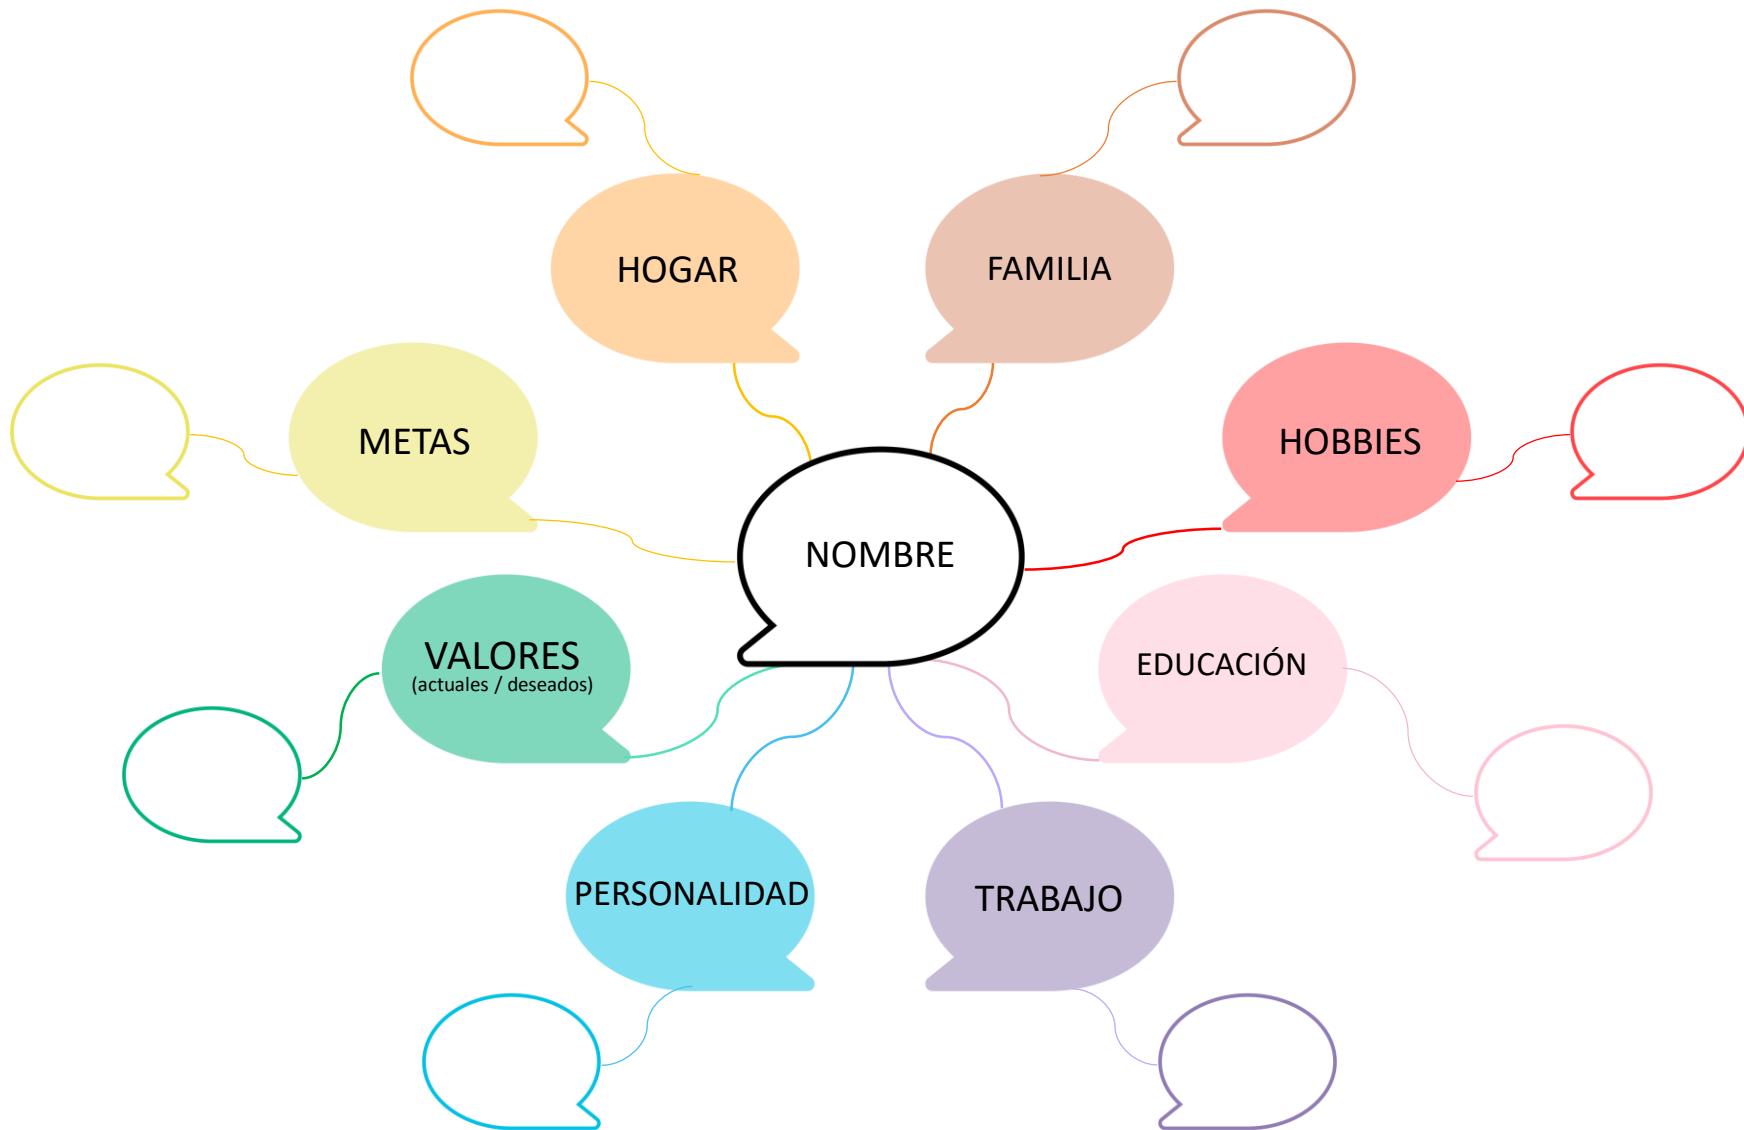 HOGAR
FAMILIA
METAS
HOBBIES
NOMBRE
VALORES
(actuales / deseados)
EDUCACIÓN
PERSONALIDAD
TRABAJO